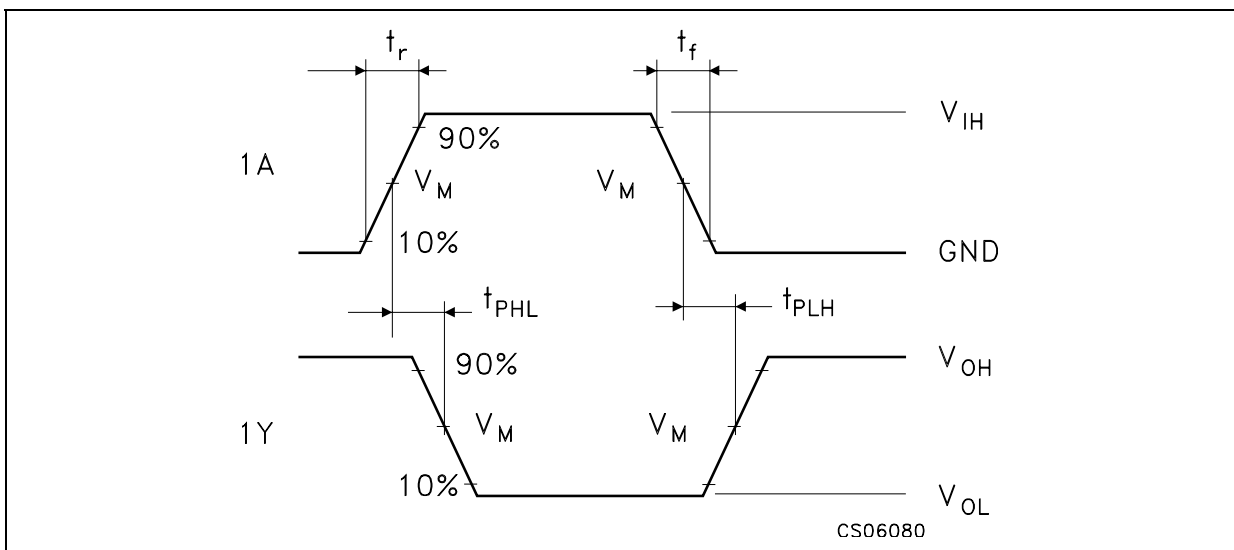 t_r
t_f
V_IH
90%
1A
V_M
V_M
10%
GND
t_PHL
t_PLH
V_OH
90%
1Y
V_M
V_M
10%
V_OL
CS06080